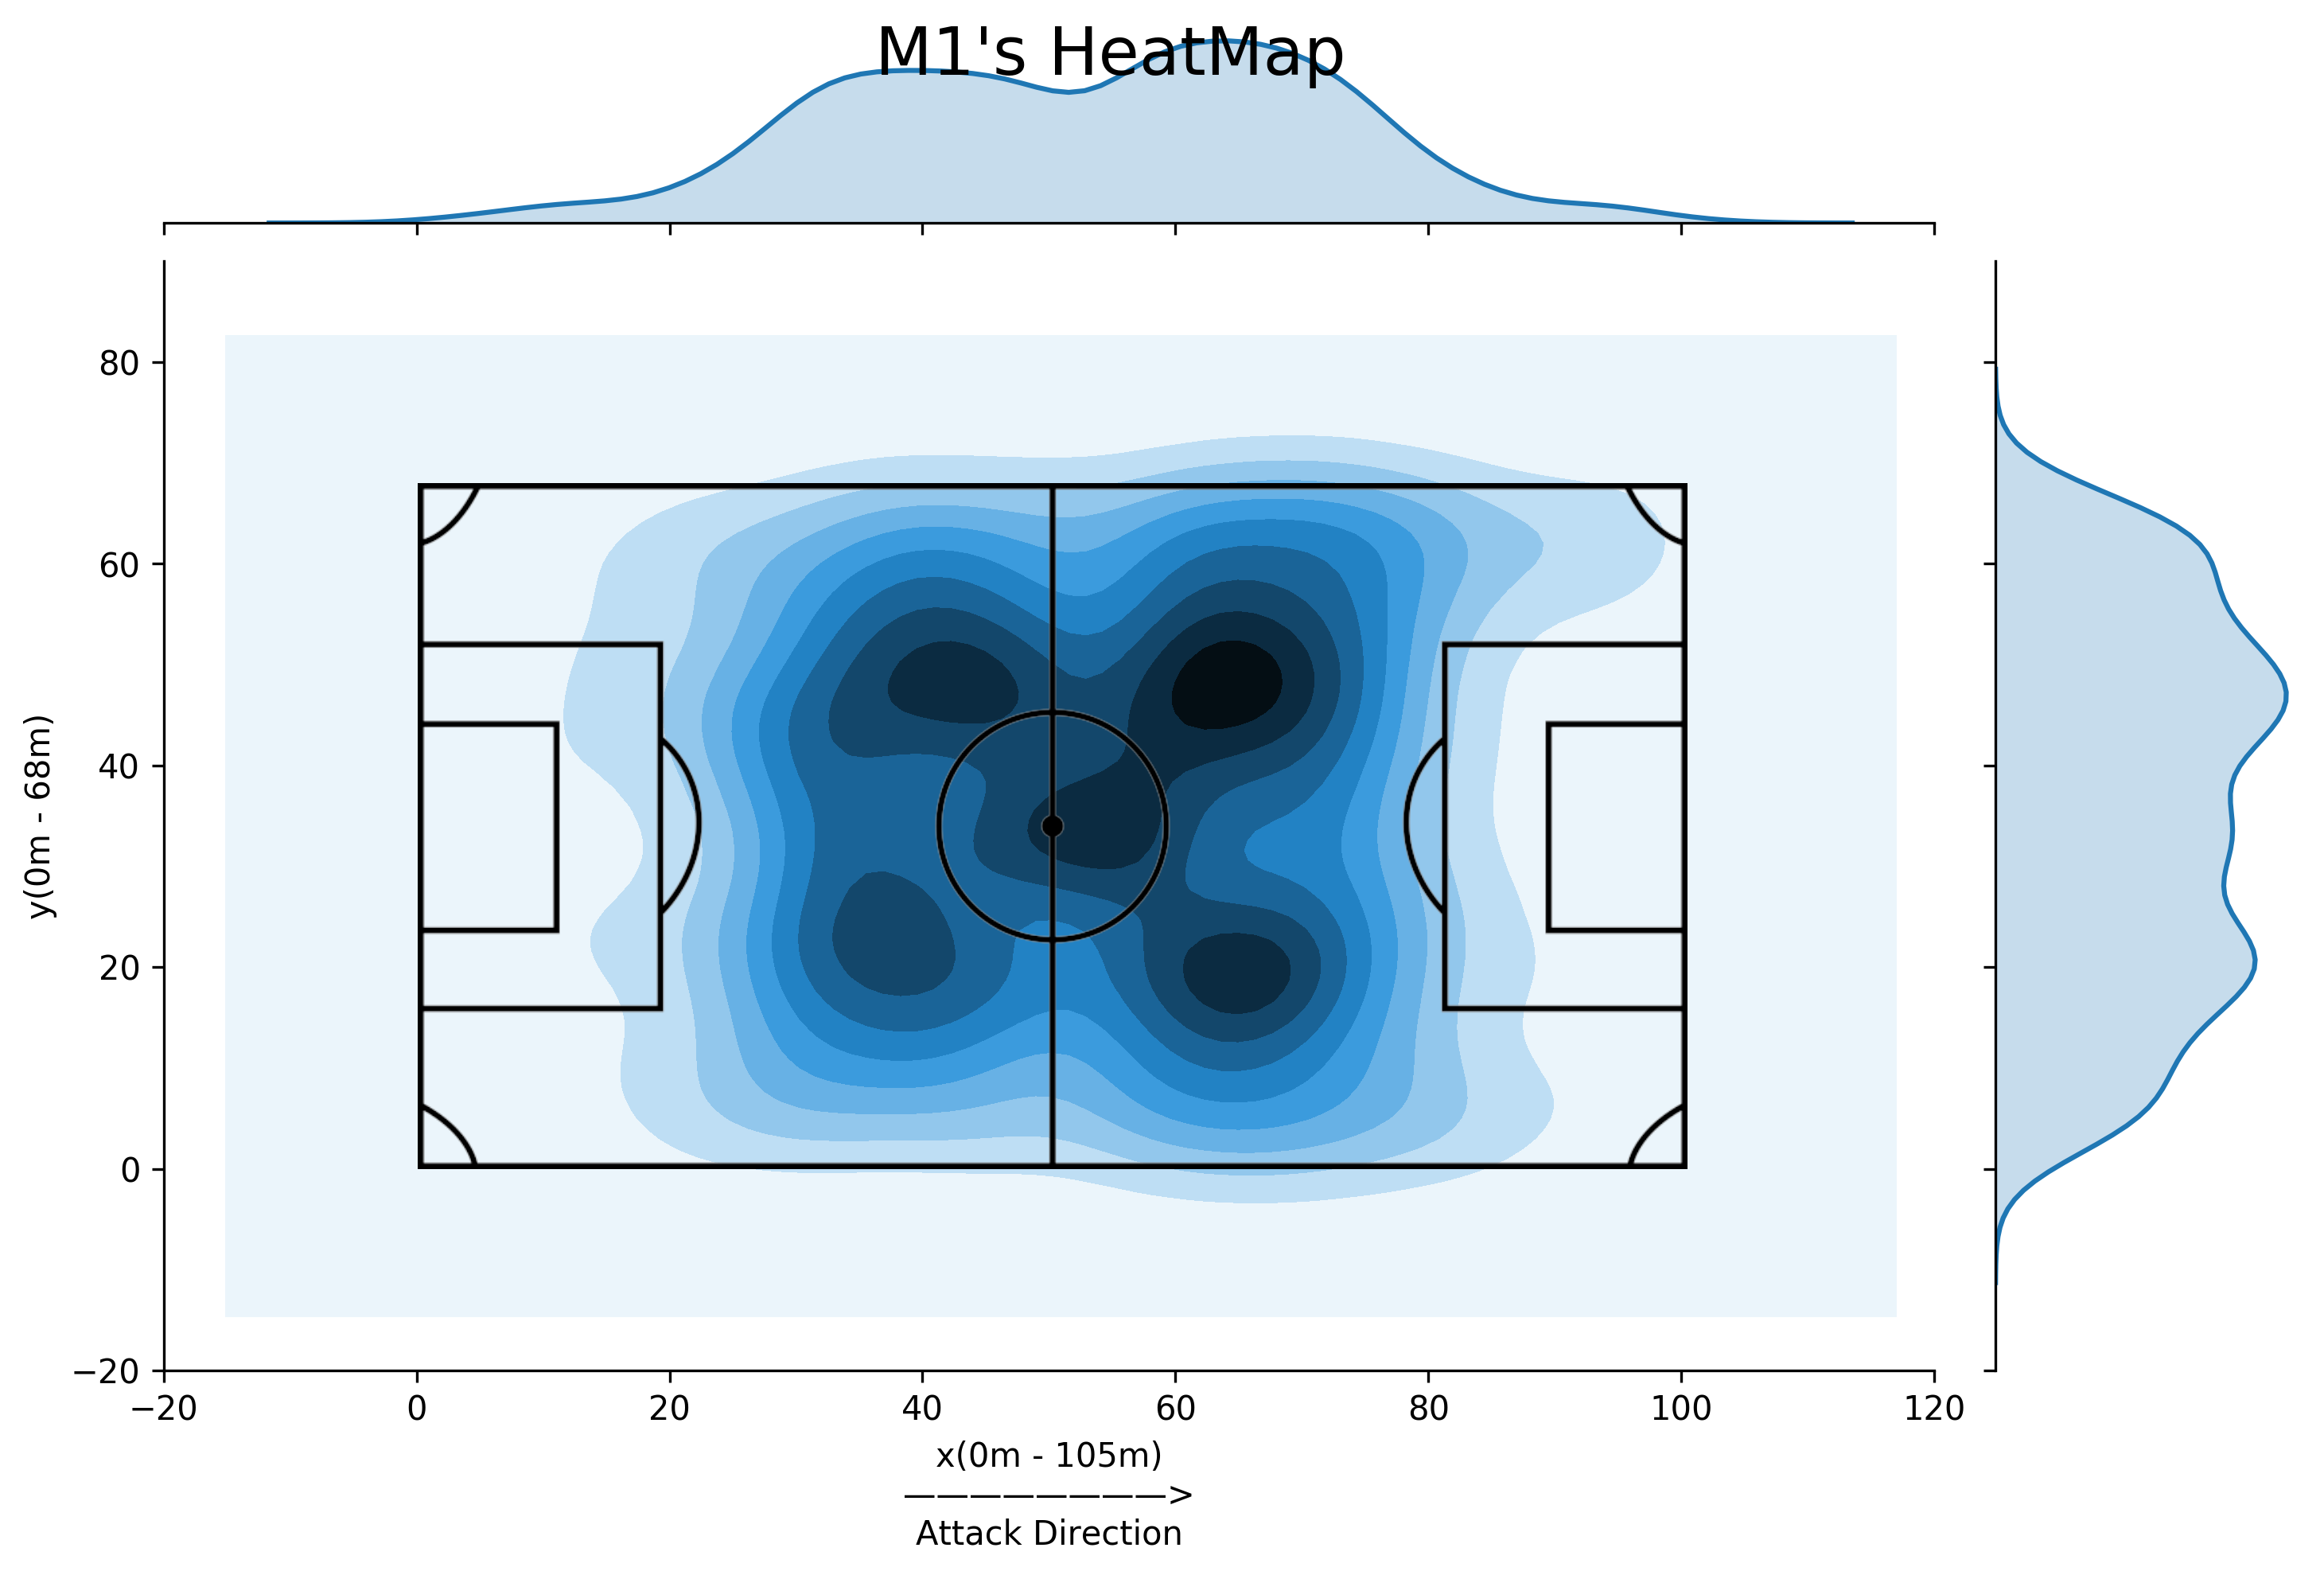 M1's HeatMap
80
60
40
20
0
−20
y(0m - 68m)
−20 0 20 40 60 80 100 120
x(0m - 105m)
————————>
Attack Direction